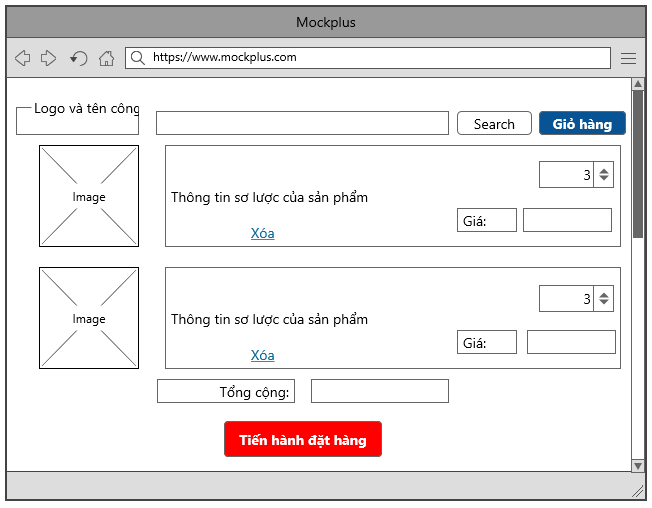 Mockplus
https://www.mockplus.com
Logo và tên công
Search
Giỏ hàng
Image
3
Thông tin sơ lược của sản phẩm
Giá:
Xóa
Image
3
Thông tin sơ lược của sản phẩm
Giá:
Xóa
Tổng cộng:
Tiến hành đặt hàng